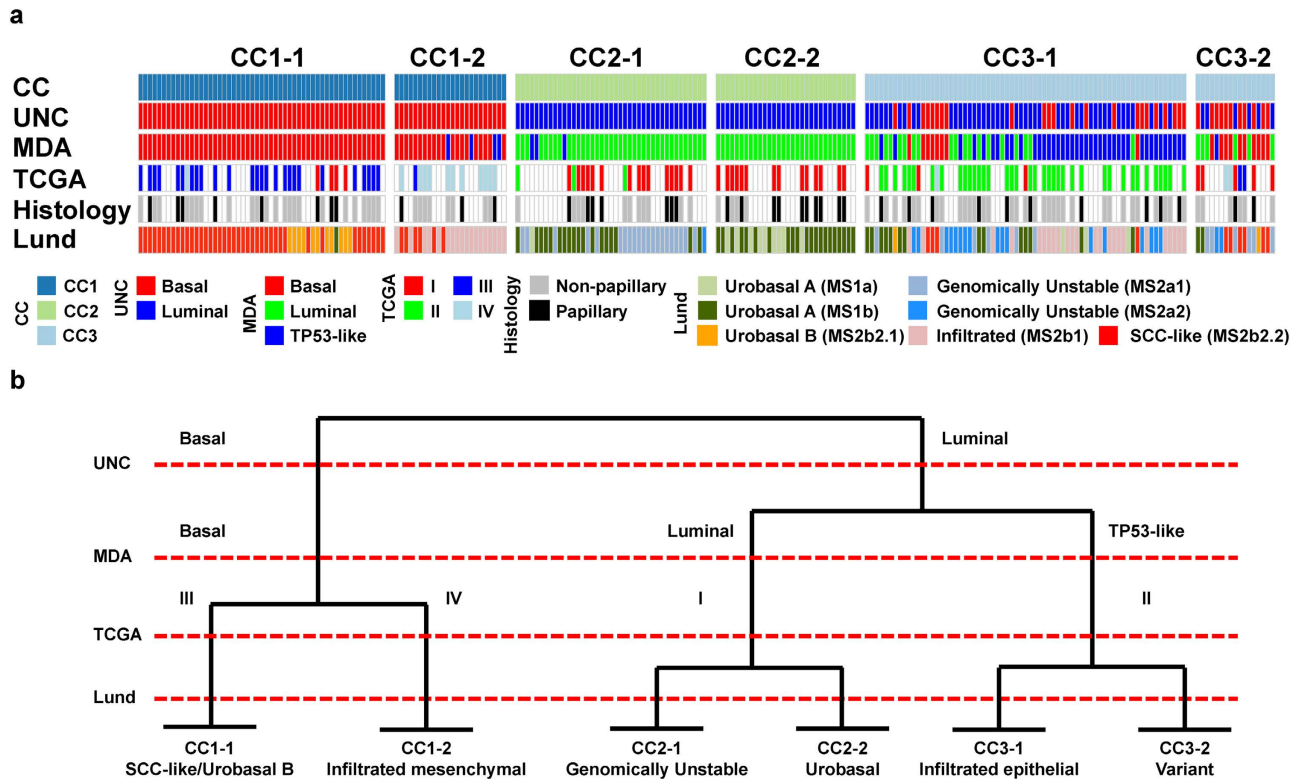 a
CC1-1 CC1-2 CC2-1 CC2-2 CC3-1 CC3-2
CC
UNC
MDA
TCGA
Histology
Lund
CC
CC1
CC2
CC3
UNC
Basal
Luminal
MDA
Basal
Luminal
TP53-like
TCGA
I
II
III
IV
Histology
Non-papillary
Papillary
Lund
Urobasal A (MS1a)
Urobasal A (MS1b)
Urobasal B (MS2b2.1)
Genomically Unstable (MS2a1)
Genomically Unstable (MS2a2)
Infiltrated (MS2b1)
SCC-like (MS2b2.2)
b
Basal Luminal
UNC
Basal Luminal TP53-like
MDA
III IV I II
TCGA
Lund
CC1-1 CC1-2 CC2-1 CC2-2 CC3-1 CC3-2
SCC-like/Urobasal B Infiltrated mesenchymal Genomically Unstable Urobasal Infiltrated epithelial Variant